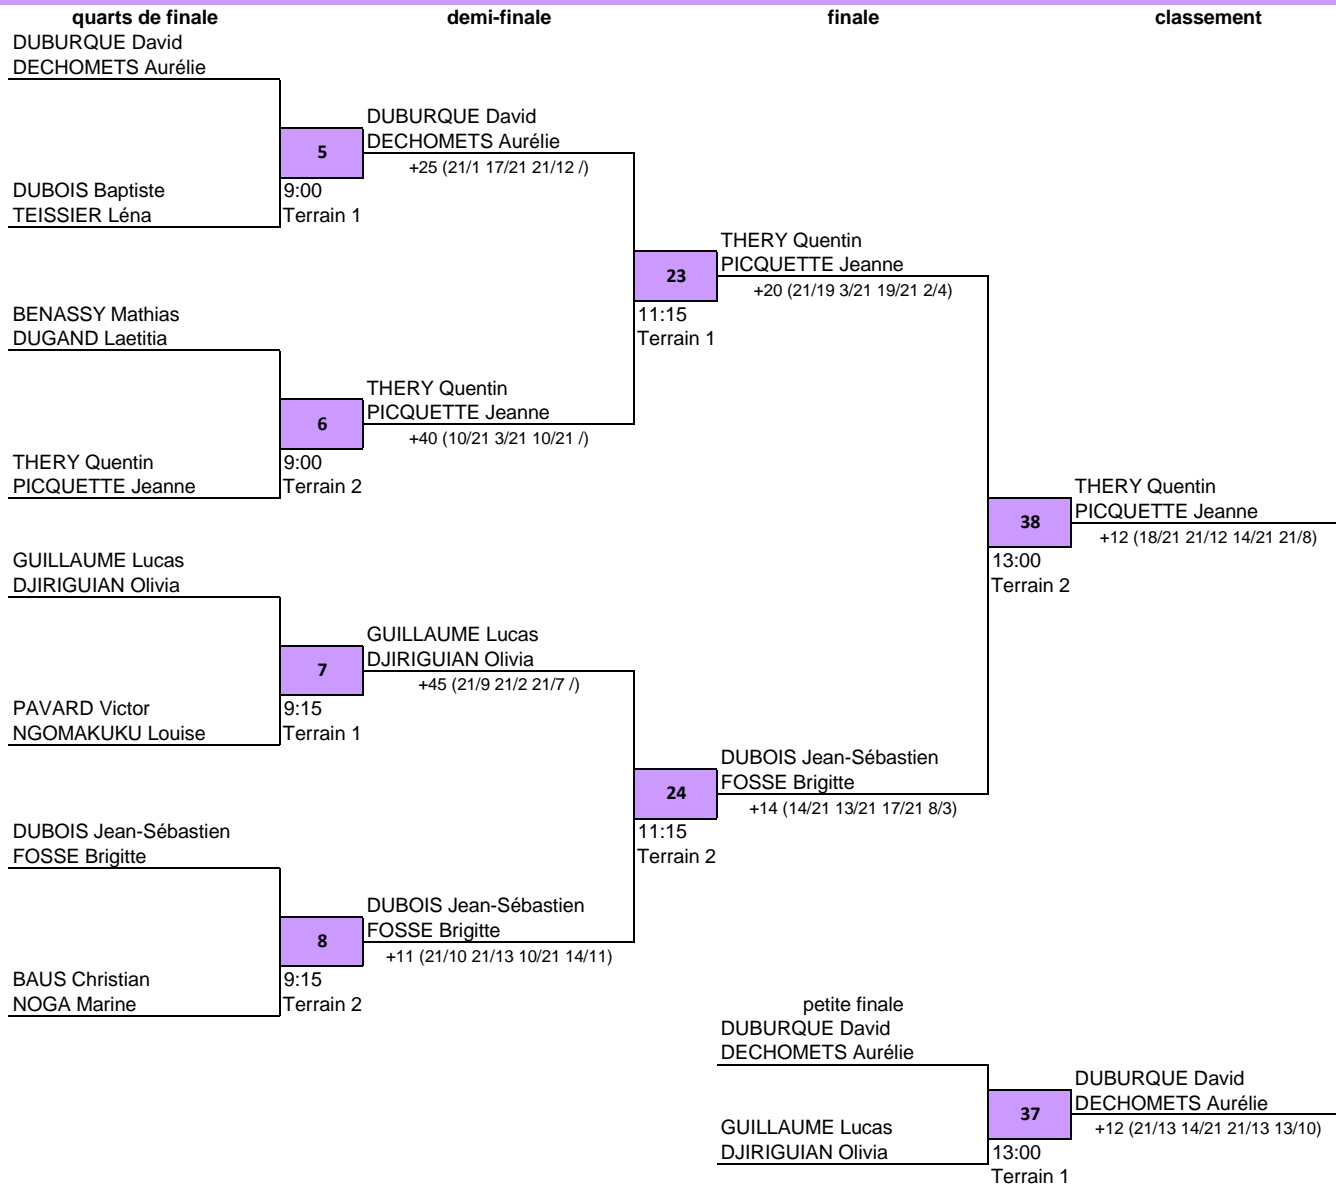 quarts de finale
demi-finale
finale
classement
DUBURQUE David
DECHOMETS Aurélie
5
DUBURQUE David
DECHOMETS Aurélie
+25 (21/1 17/21 21/12 /)
DUBOIS Baptiste
TEISSIER Léna
9:00
Terrain 1
23
THERY Quentin
PICQUETTE Jeanne
+20 (21/19 3/21 19/21 2/4)
11:15
Terrain 1
BENASSY Mathias
DUGAND Laetitia
6
THERY Quentin
PICQUETTE Jeanne
+40 (10/21 3/21 10/21 /)
THERY Quentin
PICQUETTE Jeanne
9:00
Terrain 2
38
THERY Quentin
PICQUETTE Jeanne
+12 (18/21 21/12 14/21 21/8)
13:00
Terrain 2
GUILLAUME Lucas
DJIRIGUIAN Olivia
7
GUILLAUME Lucas
DJIRIGUIAN Olivia
+45 (21/9 21/2 21/7 /)
PAVARD Victor
NGOMAKUKU Louise
9:15
Terrain 1
24
DUBOIS Jean-Sébastien
FOSSE Brigitte
+14 (14/21 13/21 17/21 8/3)
11:15
Terrain 2
DUBOIS Jean-Sébastien
FOSSE Brigitte
8
DUBOIS Jean-Sébastien
FOSSE Brigitte
+11 (21/10 21/13 10/21 14/11)
BAUS Christian
NOGA Marine
9:15
Terrain 2
petite finale
DUBURQUE David
DECHOMETS Aurélie
37
DUBURQUE David
DECHOMETS Aurélie
+12 (21/13 14/21 21/13 13/10)
GUILLAUME Lucas
DJIRIGUIAN Olivia
13:00
Terrain 1